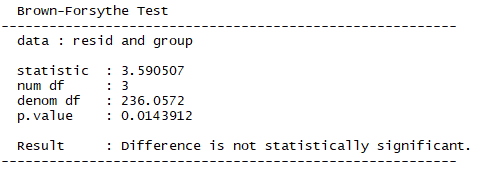 Brown-Forsythe Test
---------------------------------------------------------
data : resid and group
statistic : 3.590507
num df : 3
denom df : 236.0572
p.value : 0.0143912
Result : Difference is not statistically significant.
---------------------------------------------------------